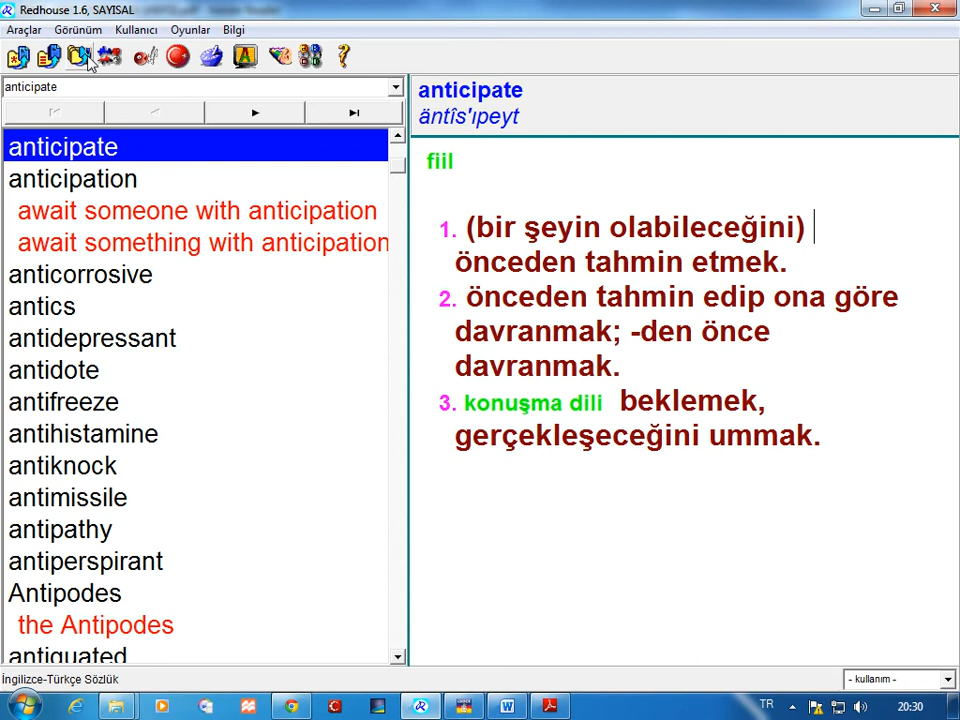 Redhouse 1.6, SAYISAL
Araçlar Görünüm Kullanıcı Oyunlar Bilgi
anticipate
anticipate
anticipation
await someone with anticipation
await something with anticipation
anticorrosive
antics
antidepressant
antidote
antifreeze
antihistamine
antiknock
antimissile
antipathy
antiperspirant
Antipodes
the Antipodes
antiquated
anticipate
äntîs'ıpeyt
fiil
1. (bir şeyin olabileceğini)
önceden tahmin etmek.
2. önceden tahmin edip ona göre
davranmak; -den önce
davranmak.
3. konuşma dili beklemek,
gerçekleşeceğini ummak.
İngilizce-Türkçe Sözlük
- kullanım -
TR
20:30